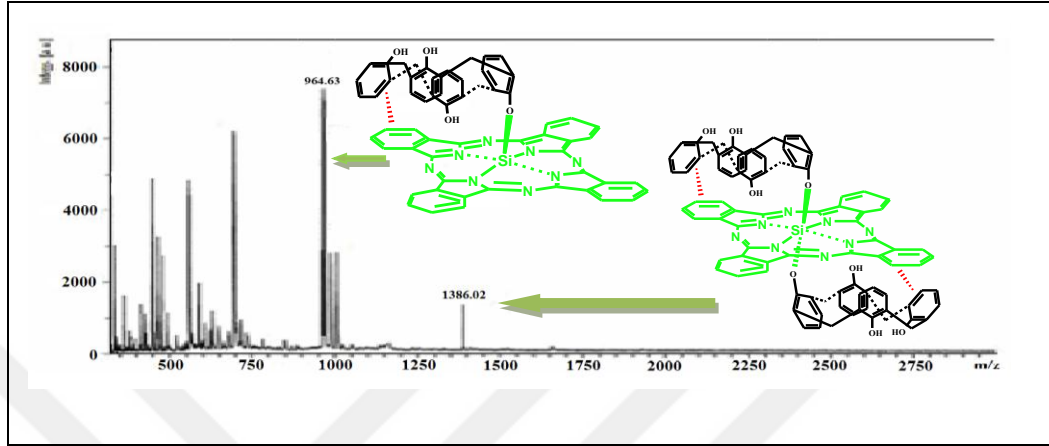 Intens. [a.u]
8000
6000
4000
2000
0
964.63
1386.02
500
750
1000
1250
1500
1750
2000
2250
2500
2750
m/z
OH
OH
OH
O
N
N
N
N
N
N
N
N
Si
OH
OH
OH
O
N
N
N
N
N
N
N
N
Si
O
OH
OH
HO